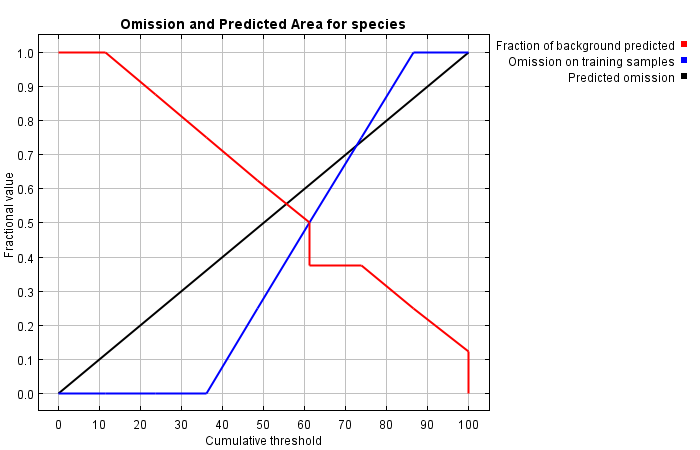 Omission and Predicted Area for species
Fraction of background predicted
Omission on training samples
Predicted omission
Fractional value
1.0
0.9
0.8
0.7
0.6
0.5
0.4
0.3
0.2
0.1
0.0
0 10 20 30 40 50 60 70 80 90 100
Cumulative threshold